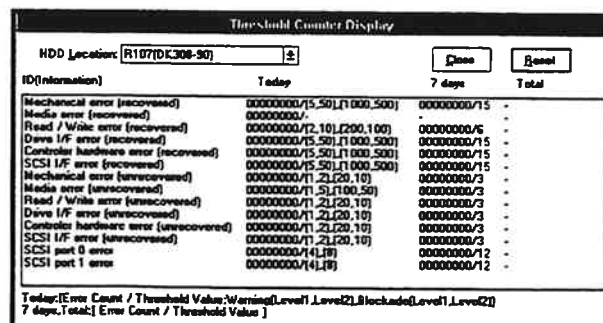 Threshold Counter Display
HDD Location: R107(DK308-90) Close Reset
ID(Information) Today 7 days Total
Mechanical error (recovered) 00000000/[5,50],[1000,500] 00000000/15 -
Media error (recovered) 00000000/- - -
Read / Write error (recovered) 00000000/[2,10],[200,100] 00000000/6 -
Drive I/F error (recovered) 00000000/[5,50],[1000,500] 00000000/15 -
Controler hardware error (recovered) 00000000/[5,50],[1000,500] 00000000/15 -
SCSI I/F error (recovered) 00000000/[5,50],[1000,500] 00000000/15 -
Mechanical error (unrecovered) 00000000/[1,2],[20,10] 00000000/3 -
Media error (unrecovered) 00000000/[1,5],[100,50] 00000000/3 -
Read / Write error (unrecovered) 00000000/[1,2],[20,10] 00000000/3 -
Drive I/F error (unrecovered) 00000000/[1,2],[20,10] 00000000/3 -
Controler hardware error (unrecovered) 00000000/[1,2],[20,10] 00000000/3 -
SCSI I/F error (unrecovered) 00000000/[1,2],[20,10] 00000000/3 -
SCSI port 0 error 00000000/[4],[8] 00000000/12 -
SCSI port 1 error 00000000/[4],[8] 00000000/12 -
Today:[Error Count / Threshold Value:Warning(Level1,Level2),Blockade(Level1,Level2)]
7 days,Total:[ Error Count / Threshold Value ]